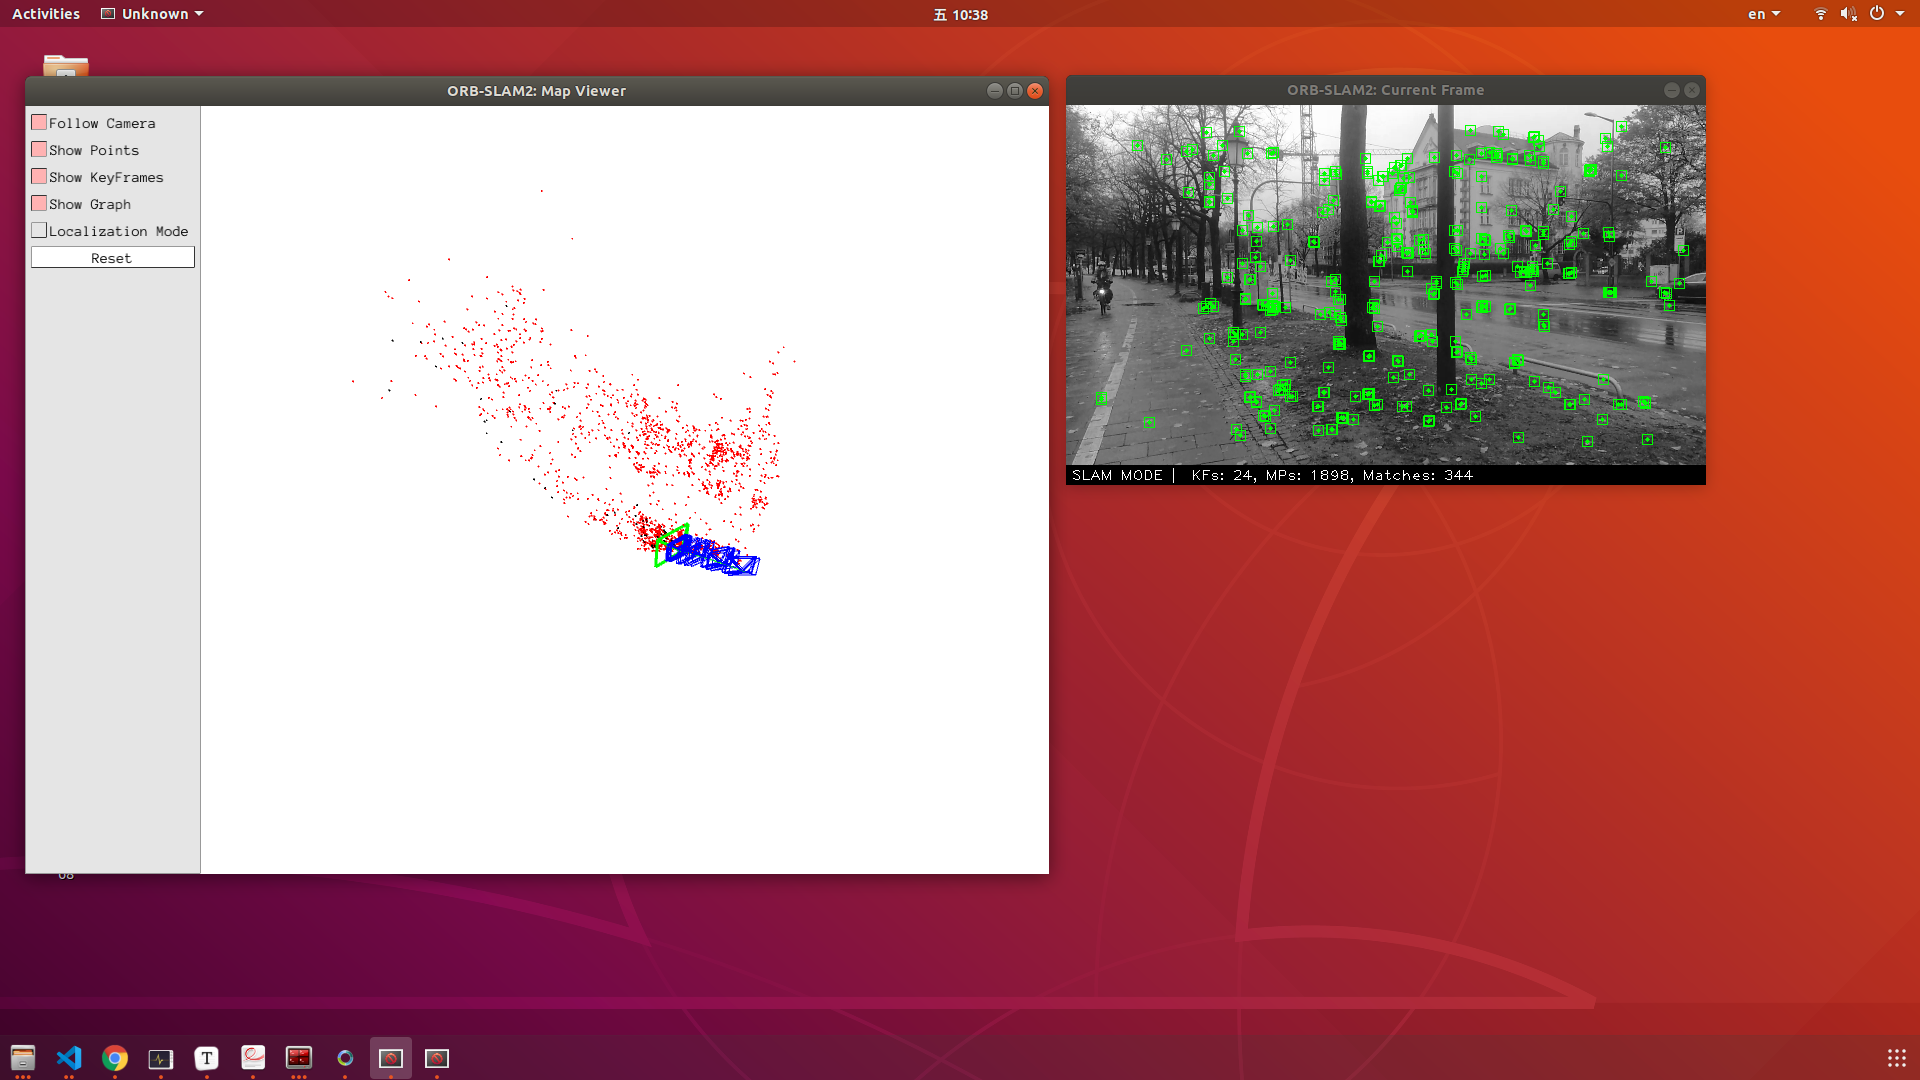 Activities
Unknown
五 10:38
en
ORB-SLAM2: Map Viewer
Follow Camera
Show Points
Show KeyFrames
Show Graph
Localization Mode
Reset
ORB-SLAM2: Current Frame
SLAM MODE | KFs: 24, MPs: 1898, Matches: 344
T